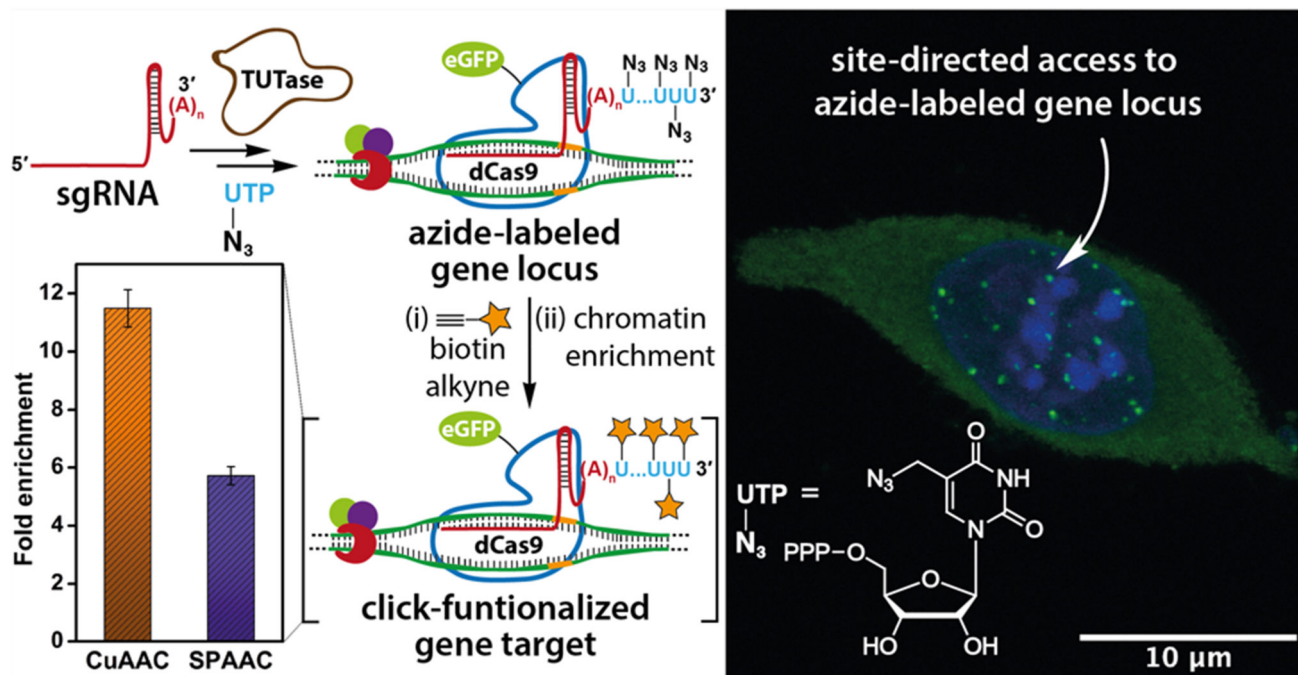 3′
(A)n
TUTase
5′
sgRNA
UTP
N3
eGFP
N3 N3 N3
(A)n U...UUU 3′
N3
dCas9
azide-labeled
gene locus
(i)
biotin
alkyne
(ii) chromatin
enrichment
Fold enrichment
12
10
8
6
4
2
0
CuAAC SPAAC
eGFP
(A)n U...UUU 3′
dCas9
click-funtionalized
gene target
site-directed access to
azide-labeled gene locus
UTP =
N3
N3
O
NH
N
O
PPP–O
O
HO OH
10 µm